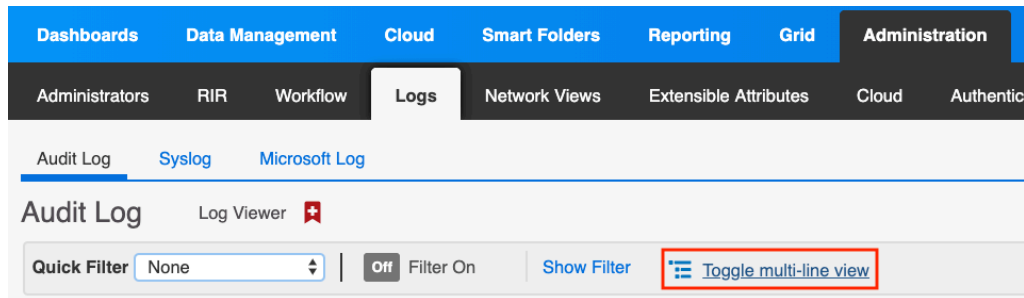 Dashboards Data Management Cloud Smart Folders Reporting Grid Administration
Administrators RIR Workflow Logs Network Views Extensible Attributes Cloud Authentic
Audit Log Syslog Microsoft Log
Audit Log Log Viewer
Quick Filter None Off Filter On Show Filter Toggle multi-line view